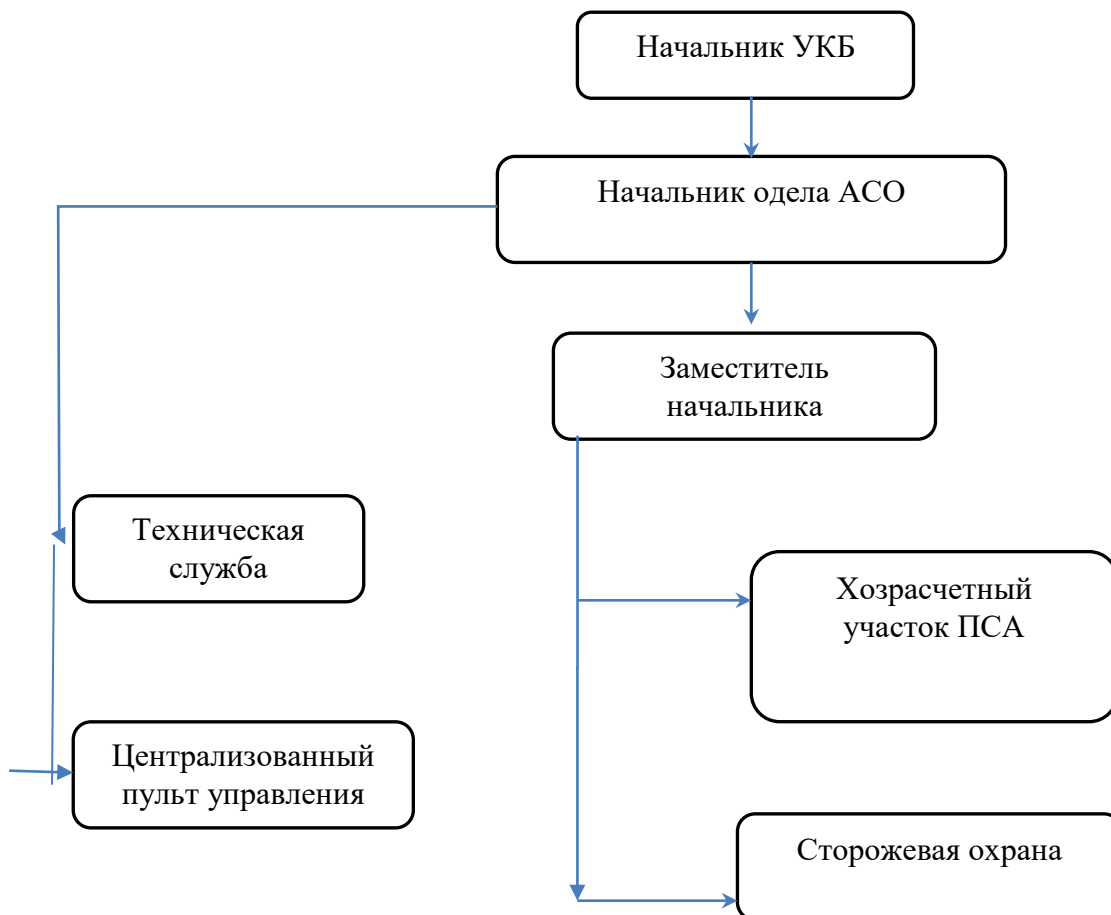 Начальник УКБ
Начальник одела АСО
Заместитель
начальника
Техническая
служба
Хозрасчетный
участок ПСА
Централизованный
пульт управления
Сторожевая охрана